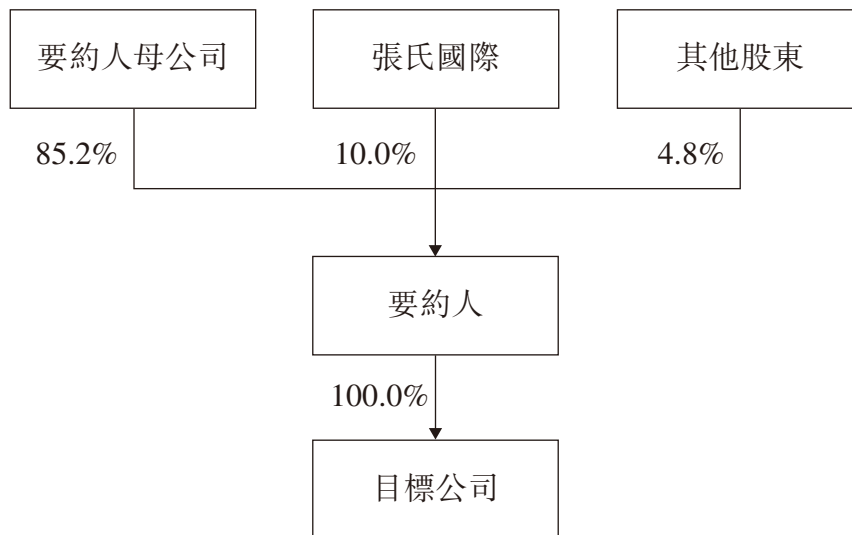 要約人母公司
張氏國際
其他股東
85.2%
10.0%
4.8%
要約人
100.0%
目標公司